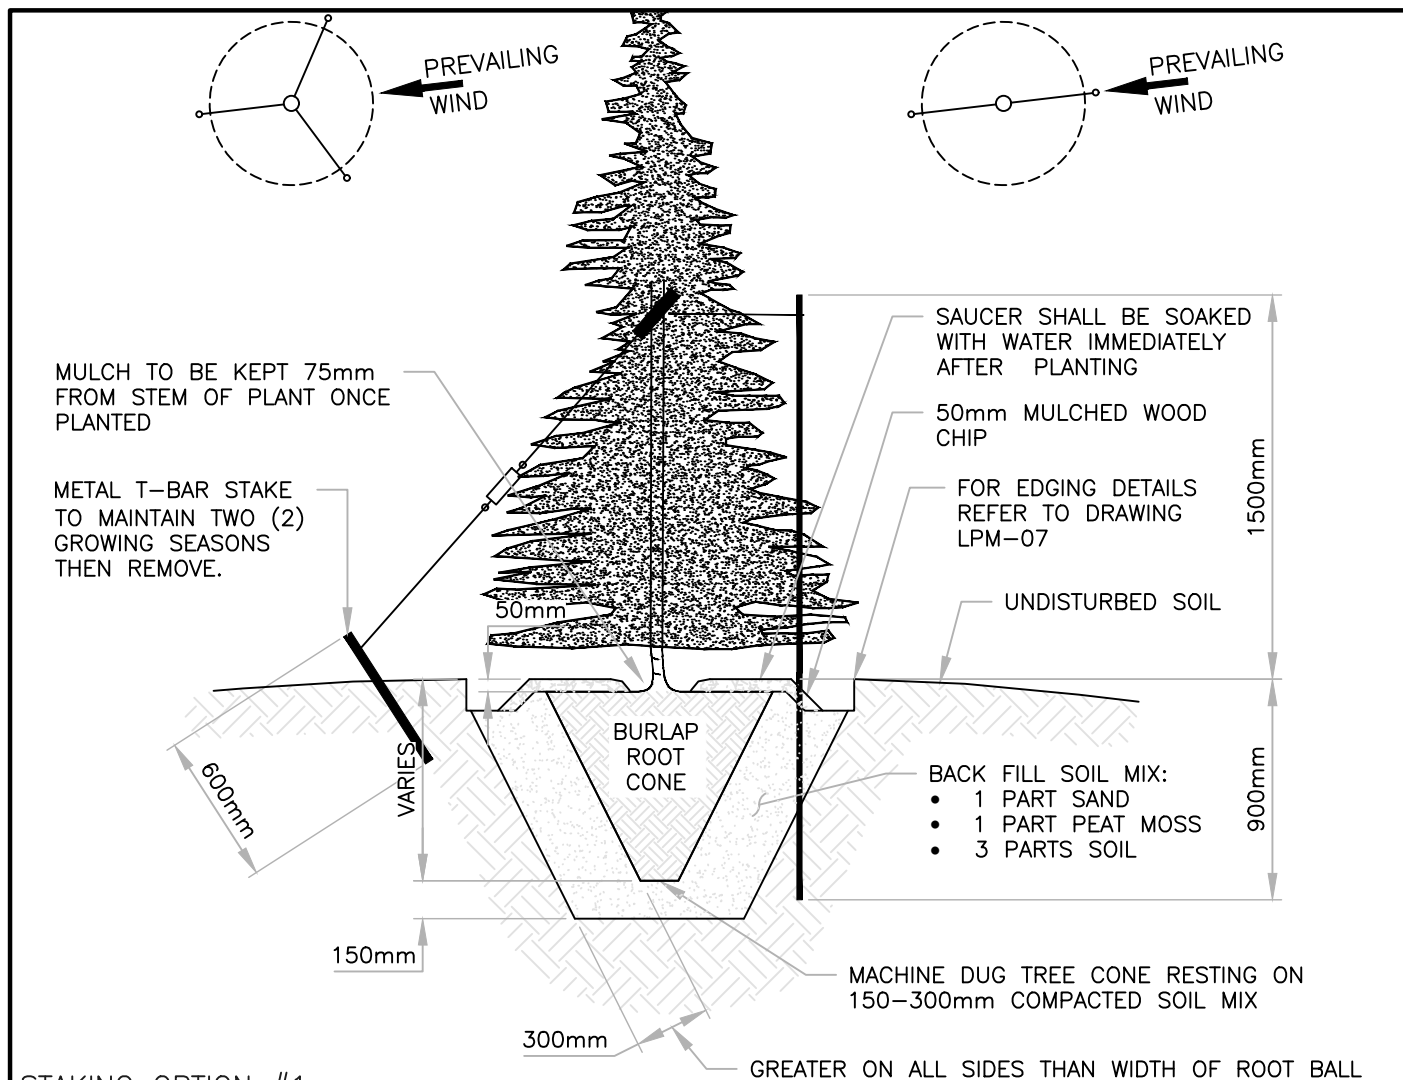 PREVAILING
WIND
PREVAILING
WIND
SAUCER SHALL BE SOAKED
WITH WATER IMMEDIATELY
AFTER PLANTING
MULCH TO BE KEPT 75mm
FROM STEM OF PLANT ONCE
PLANTED
50mm MULCHED WOOD
CHIP
METAL T-BAR STAKE
TO MAINTAIN TWO (2)
GROWING SEASONS
THEN REMOVE.
FOR EDGING DETAILS
REFER TO DRAWING
LPM-07
1500mm
50mm
UNDISTURBED SOIL
BURLAP
ROOT
CONE
600mm
VARIES
BACK FILL SOIL MIX:
• 1 PART SAND
• 1 PART PEAT MOSS
• 3 PARTS SOIL
900mm
150mm
MACHINE DUG TREE CONE RESTING ON
150-300mm COMPACTED SOIL MIX
300mm
GREATER ON ALL SIDES THAN WIDTH OF ROOT BALL
STAKING OPTION #1